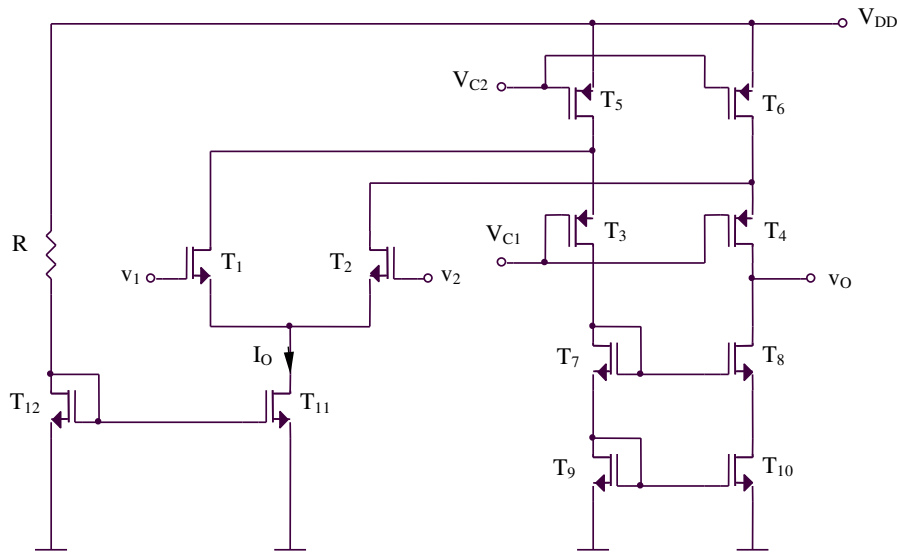 V_DD
V_C2
T_5
T_6
R
V_C1
T_3
T_4
v_1
T_1
T_2
v_2
v_O
I_O
T_7
T_8
T_12
T_11
T_9
T_10